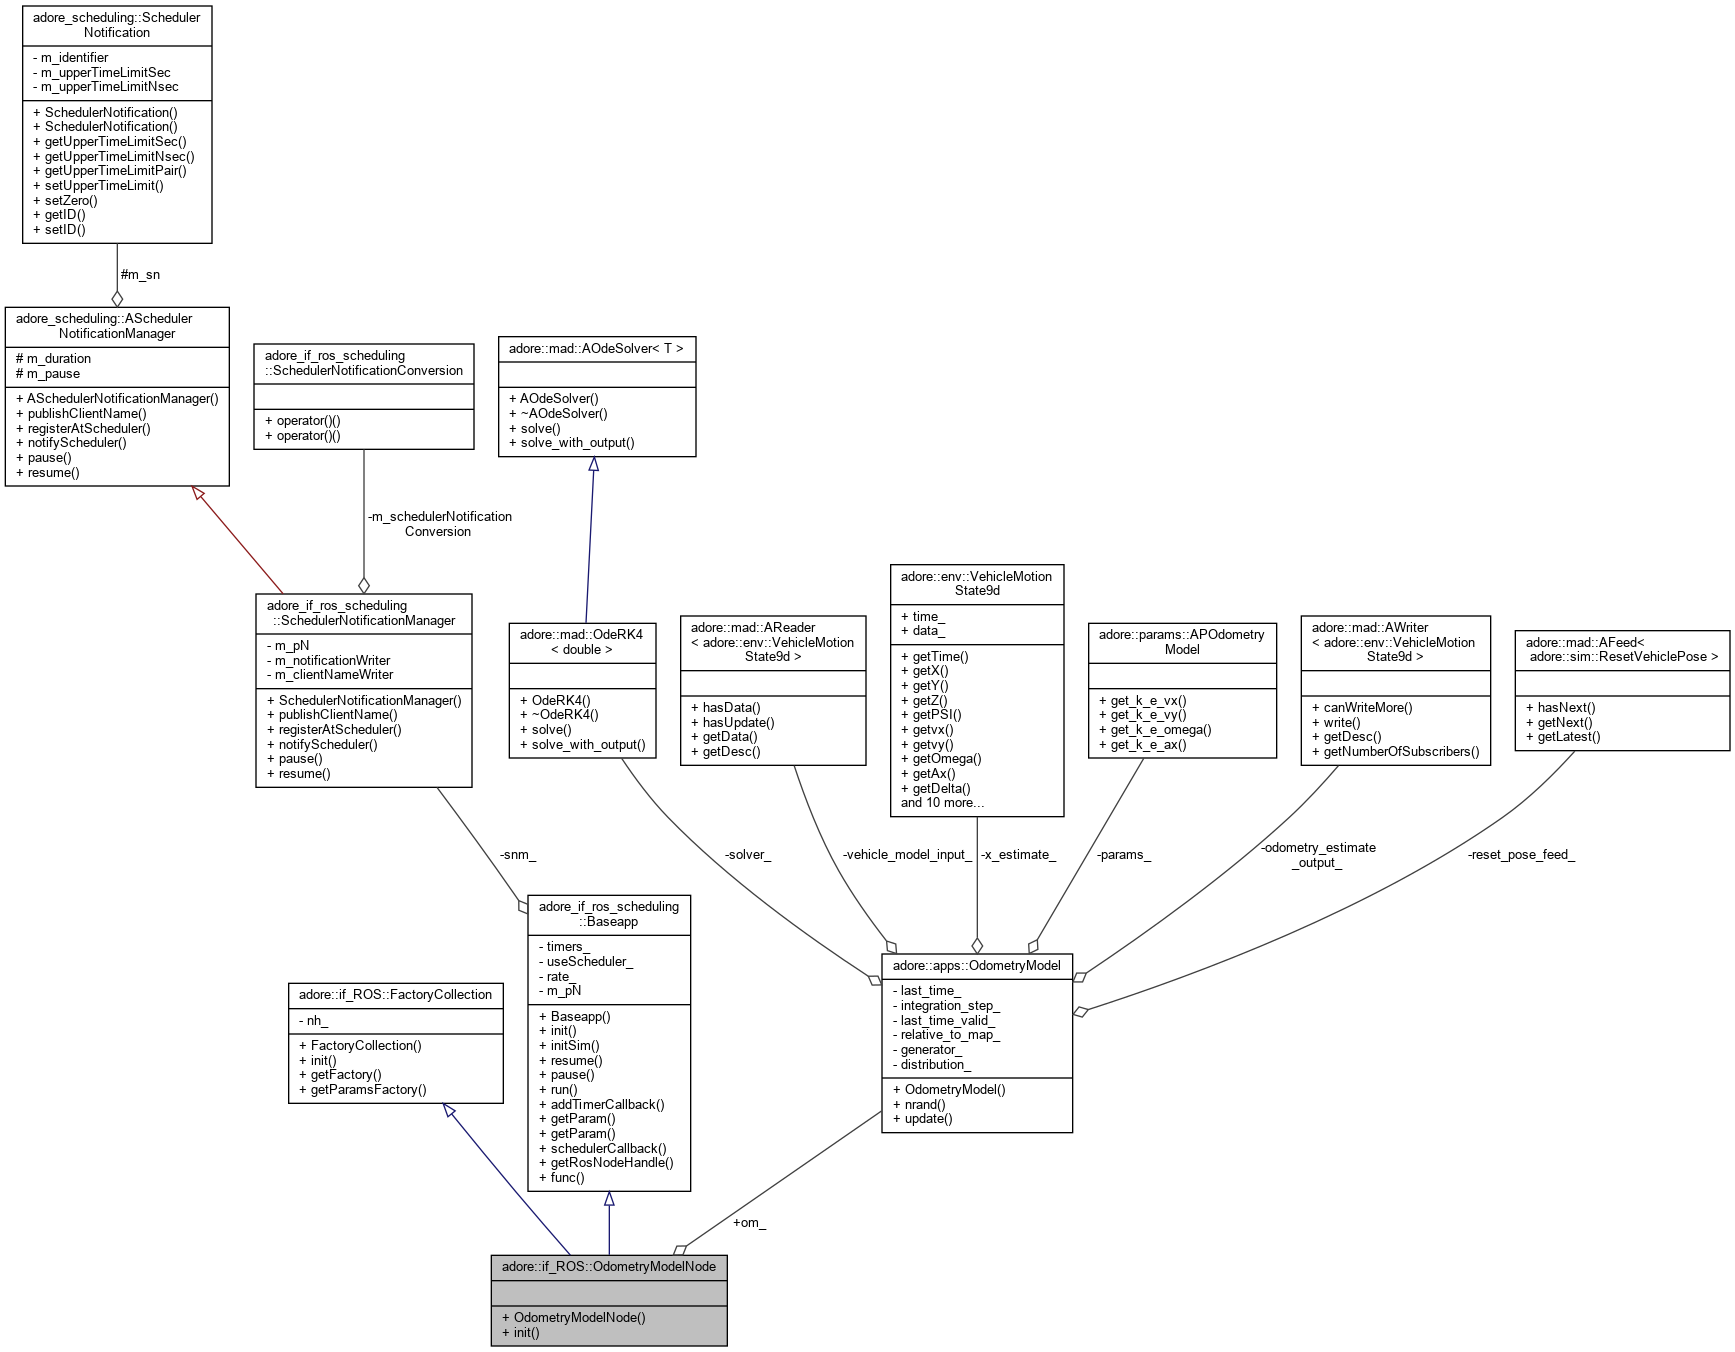 adore_scheduling::Scheduler
Notification
- m_identifier
- m_upperTimeLimitSec
- m_upperTimeLimitNsec
+ SchedulerNotification()
+ SchedulerNotification()
+ getUpperTimeLimitSec()
+ getUpperTimeLimitNsec()
+ getUpperTimeLimitPair()
+ setUpperTimeLimit()
+ setZero()
+ getID()
+ setID()
#m_sn
adore_scheduling::AScheduler
NotificationManager
# m_duration
# m_pause
+ ASchedulerNotificationManager()
+ publishClientName()
+ registerAtScheduler()
+ notifyScheduler()
+ pause()
+ resume()
adore_if_ros_scheduling
::SchedulerNotificationConversion
+ operator()()
+ operator()()
adore::mad::AOdeSolver< T >
+ AOdeSolver()
+ ~AOdeSolver()
+ solve()
+ solve_with_output()
-m_schedulerNotification
Conversion
adore_if_ros_scheduling
::SchedulerNotificationManager
- m_pN
- m_notificationWriter
- m_clientNameWriter
+ SchedulerNotificationManager()
+ publishClientName()
+ registerAtScheduler()
+ notifyScheduler()
+ pause()
+ resume()
adore::mad::OdeRK4
< double >
+ OdeRK4()
+ ~OdeRK4()
+ solve()
+ solve_with_output()
adore::mad::AReader
< adore::env::VehicleMotion
State9d >
+ hasData()
+ hasUpdate()
+ getData()
+ getDesc()
adore::env::VehicleMotion
State9d
+ time_
+ data_
+ getTime()
+ getX()
+ getY()
+ getZ()
+ getPSI()
+ getvx()
+ getvy()
+ getOmega()
+ getAx()
+ getDelta()
and 10 more...
adore::params::APOdometry
Model
+ get_k_e_vx()
+ get_k_e_vy()
+ get_k_e_omega()
+ get_k_e_ax()
adore::mad::AWriter
< adore::env::VehicleMotion
State9d >
+ canWriteMore()
+ write()
+ getDesc()
+ getNumberOfSubscribers()
adore::mad::AFeed<
adore::sim::ResetVehiclePose >
+ hasNext()
+ getNext()
+ getLatest()
-snm_
-solver_
-vehicle_model_input_
-x_estimate_
-params_
-odometry_estimate
_output_
-reset_pose_feed_
adore_if_ros_scheduling
::Baseapp
- timers_
- useScheduler_
- rate_
- m_pN
+ Baseapp()
+ init()
+ initSim()
+ resume()
+ pause()
+ run()
+ addTimerCallback()
+ getParam()
+ getParam()
+ schedulerCallback()
+ getRosNodeHandle()
+ func()
adore::apps::OdometryModel
- last_time_
- integration_step_
- last_time_valid_
- relative_to_map_
- generator_
- distribution_
+ OdometryModel()
+ nrand()
+ update()
adore::if_ROS::FactoryCollection
- nh_
+ FactoryCollection()
+ init()
+ getFactory()
+ getParamsFactory()
+om_
adore::if_ROS::OdometryModelNode
+ OdometryModelNode()
+ init()